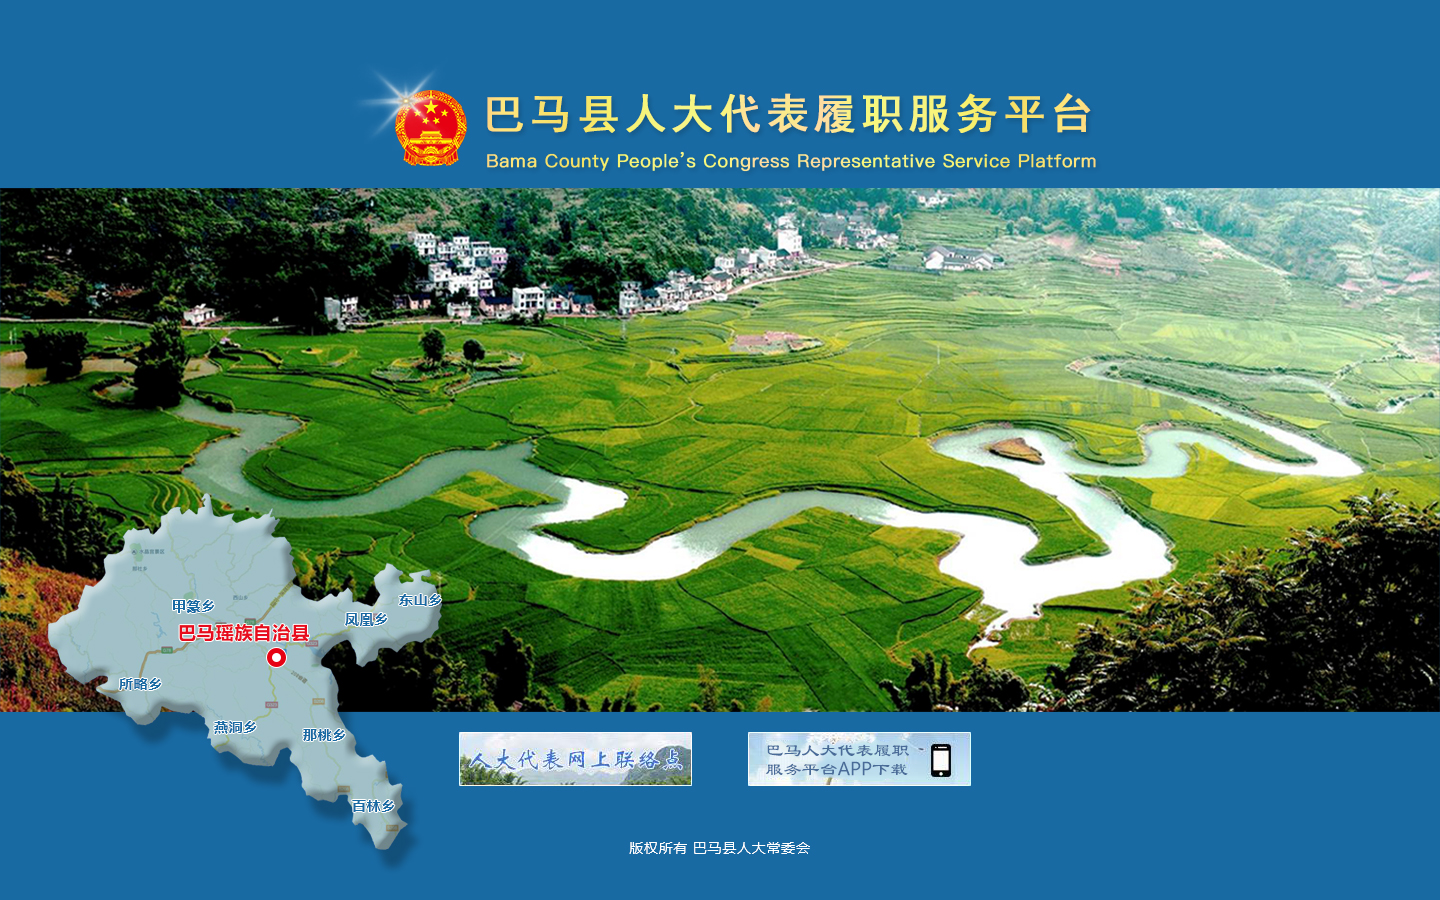 巴马县人大代表履职服务平台
Bama County People's Congress Representative Service Platform
东山乡
甲篆乡
凤凰乡
巴马瑶族自治县
所略乡
燕洞乡
那桃乡
百林乡
人大代表网上联络点
巴马人大代表履职
服务平台APP下载
版权所有 巴马县人大常委会